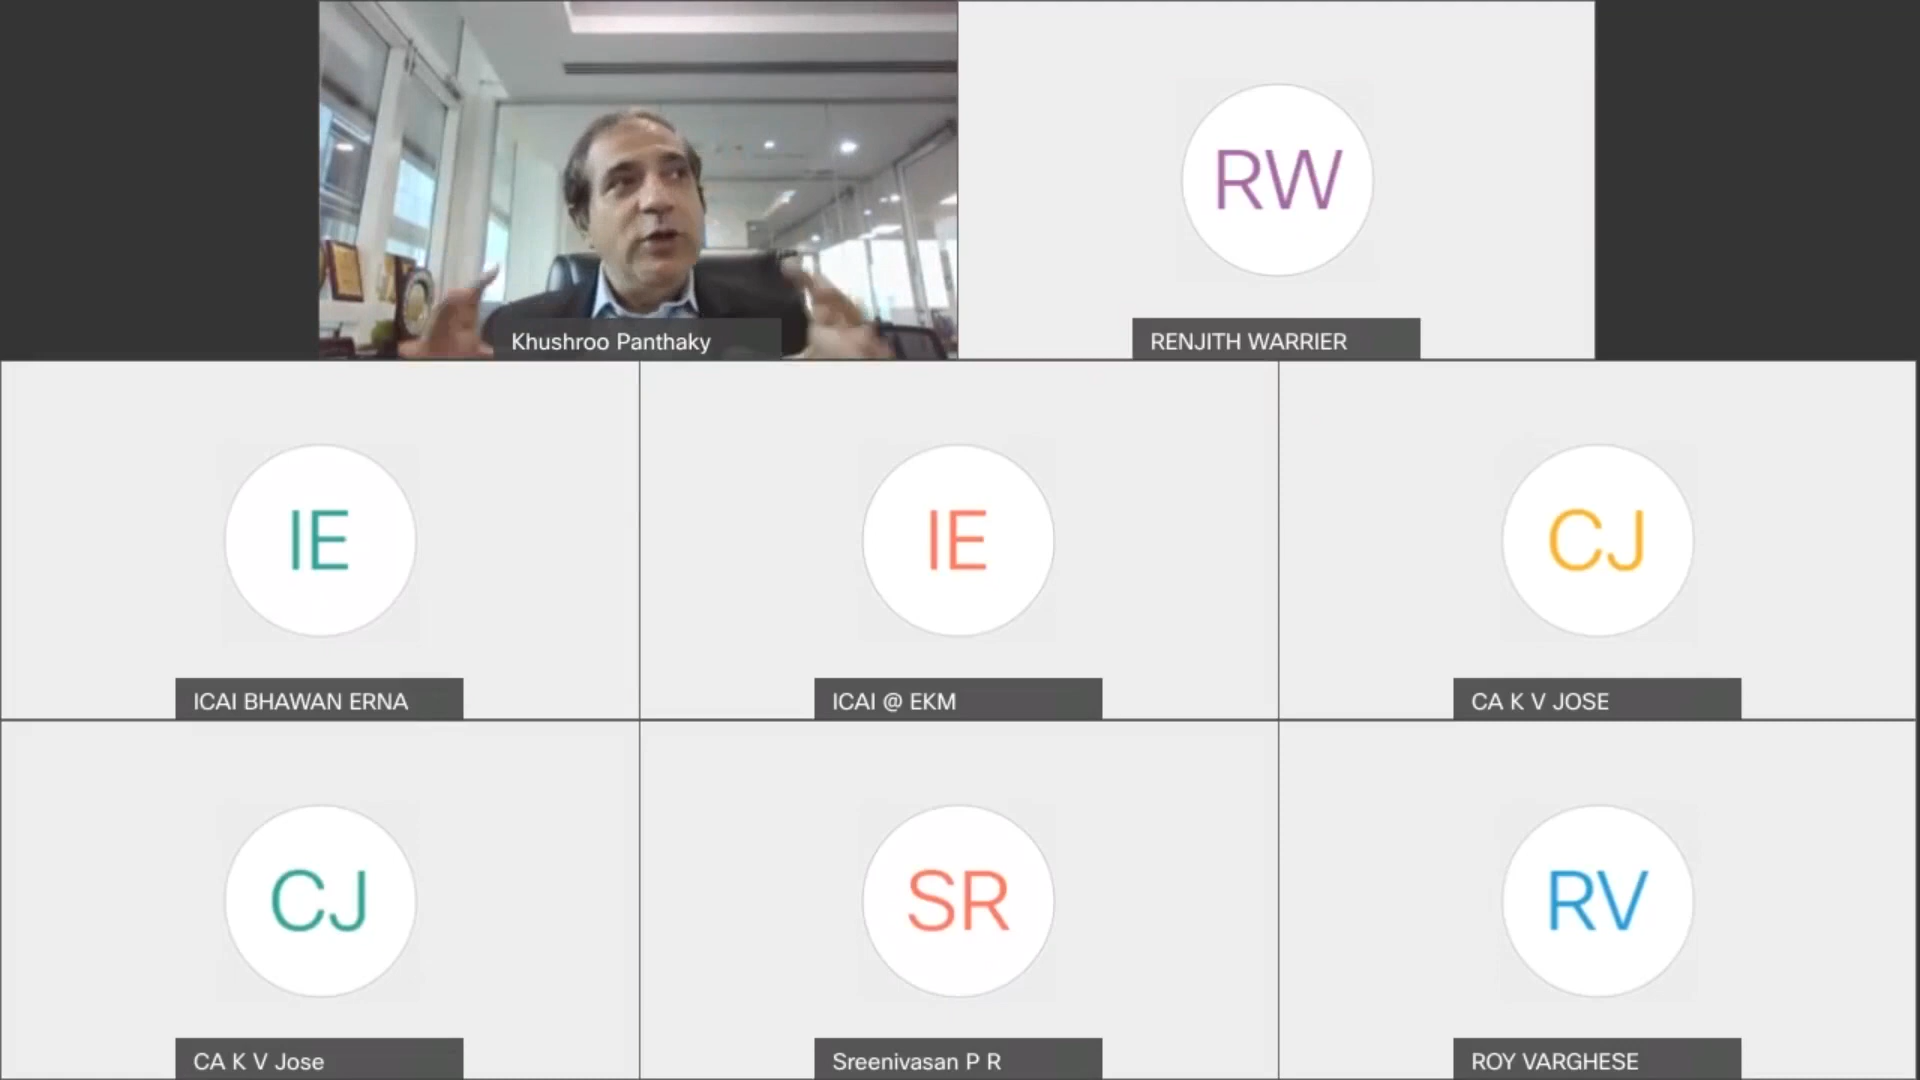 Khushroo Panthaky
RW
RENJITH WARRIER
IE
ICAI BHAWAN ERNA
IE
ICAI @ EKM
CJ
CA K V JOSE
CJ
CA K V Jose
SR
Sreenivasan P R
RV
ROY VARGHESE